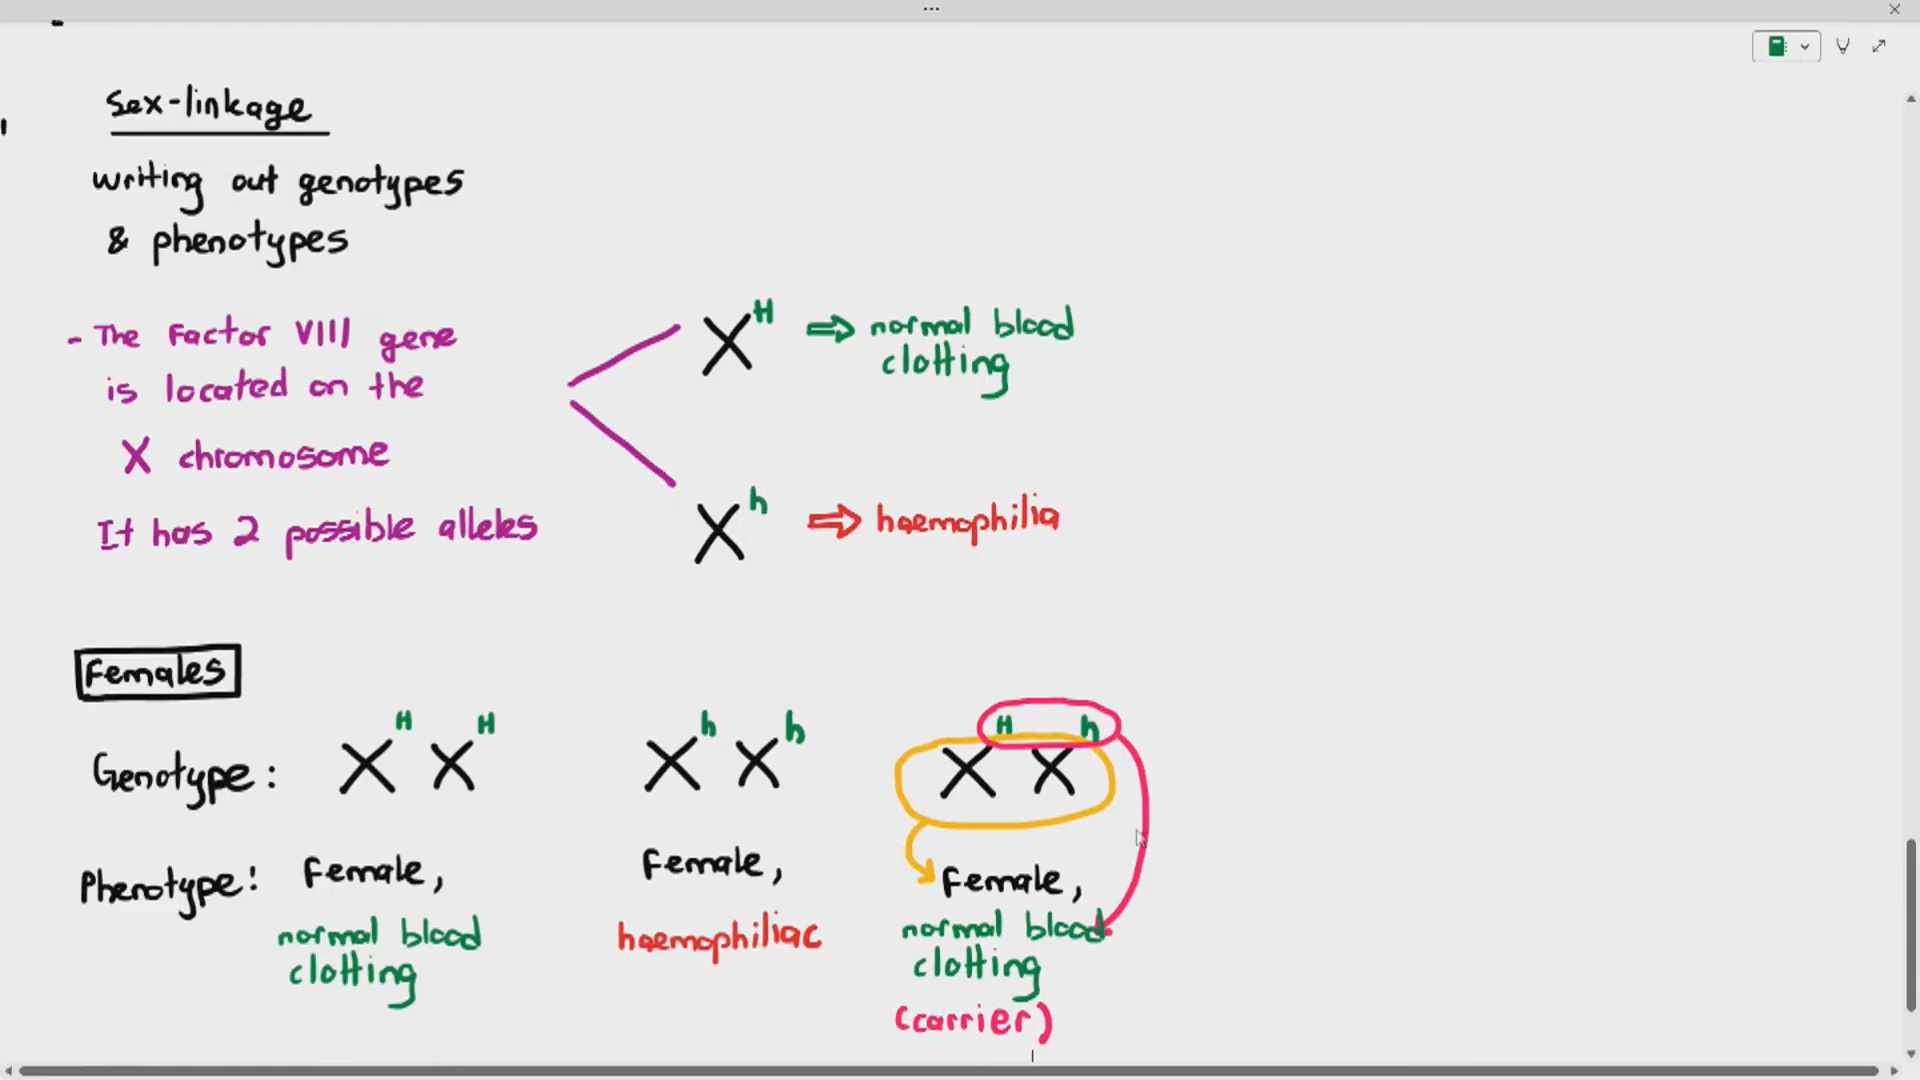 Sex-linkage
writing out genotypes
& phenotypes
- The Factor VIII gene
is located on the
X chromosome
It has 2 possible alleles
X^H ⇒ normal blood
clotting
X^h ⇒ haemophilia
Females
Genotype: X^H X^H X^h X^h X^H X^h
Phenotype: Female, Female, Female,
normal blood haemophiliac normal blood
clotting clotting
(carrier)